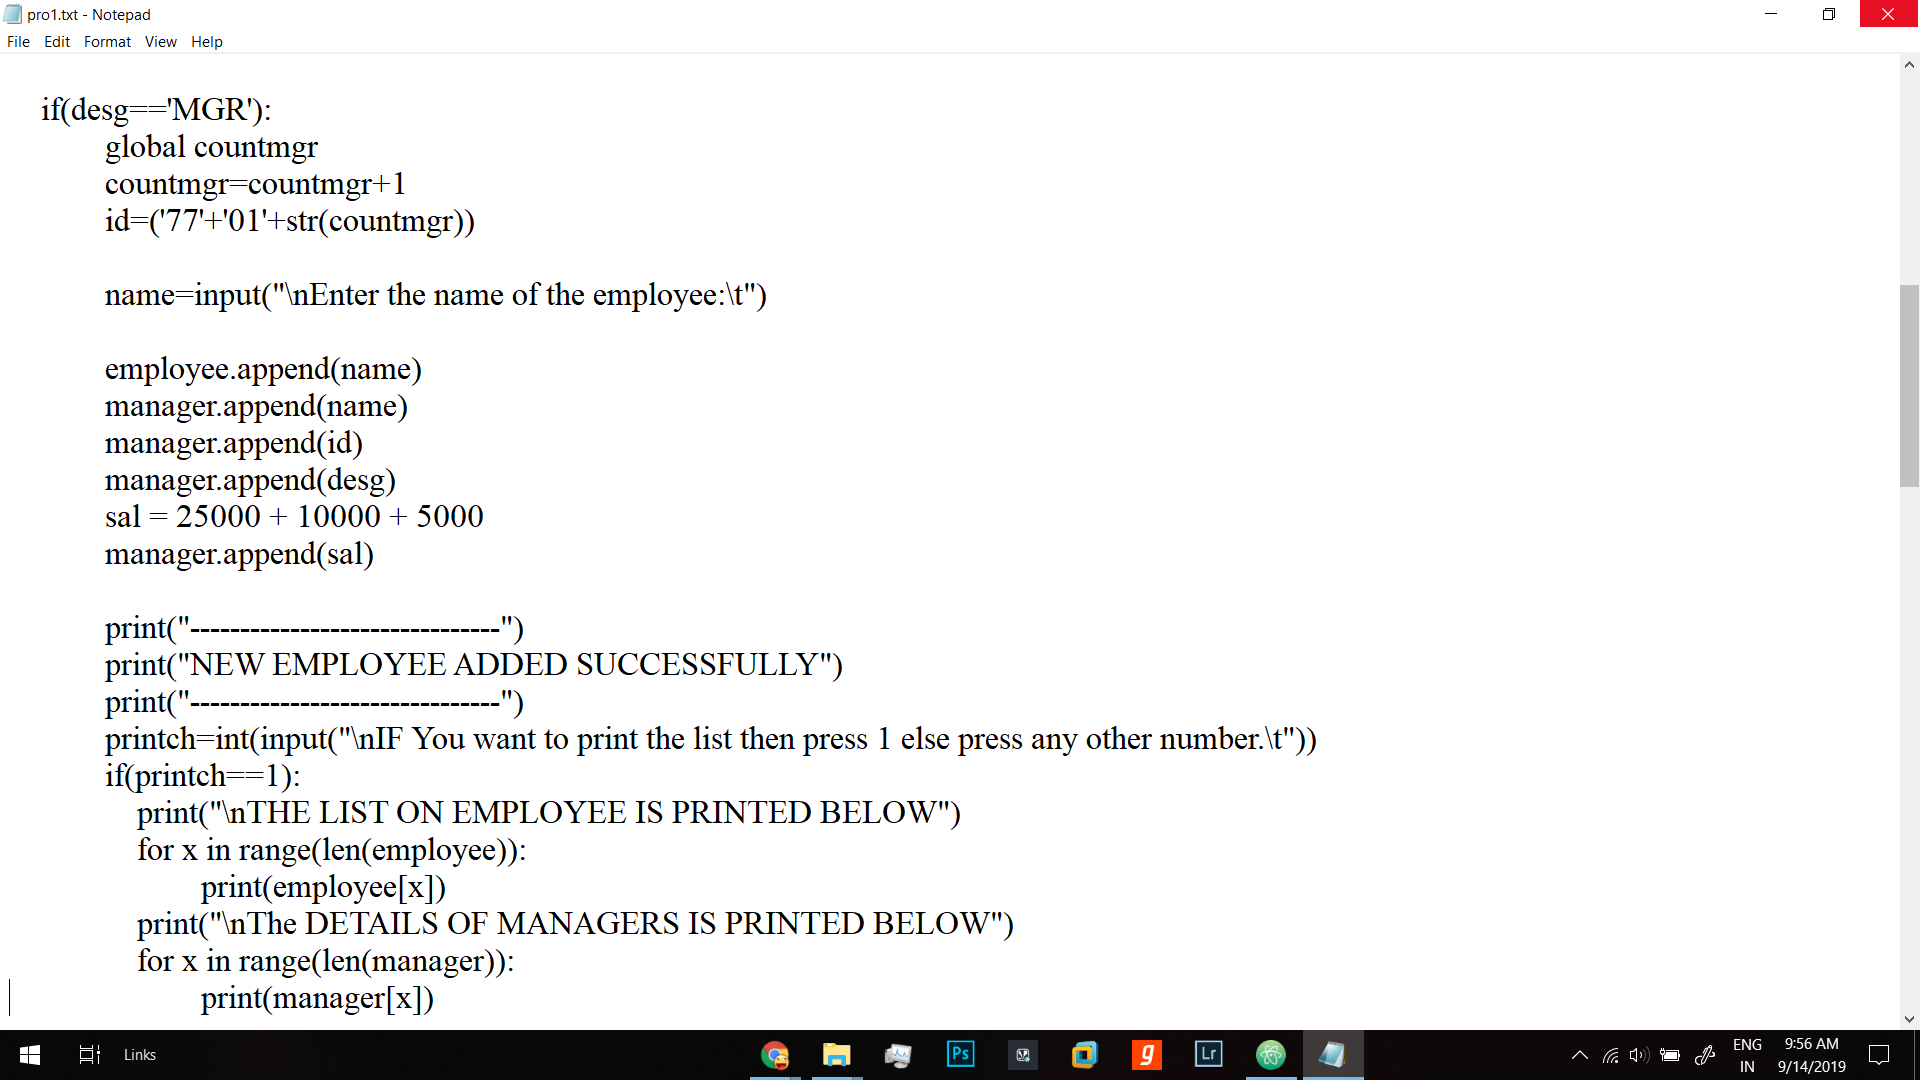 pro1.txt - Notepad
File Edit Format View Help
if(desg=='MGR'):
global countmgr
countmgr=countmgr+1
id=('77'+'01'+str(countmgr))
name=input("\nEnter the name of the employee:\t")
employee.append(name)
manager.append(name)
manager.append(id)
manager.append(desg)
sal = 25000 + 10000 + 5000
manager.append(sal)
print("-------------------------------")
print("NEW EMPLOYEE ADDED SUCCESSFULLY")
print("-------------------------------")
printch=int(input("\nIF You want to print the list then press 1 else press any other number.\t"))
if(printch==1):
print("\nTHE LIST ON EMPLOYEE IS PRINTED BELOW")
for x in range(len(employee)):
print(employee[x])
print("\nThe DETAILS OF MANAGERS IS PRINTED BELOW")
for x in range(len(manager)):
print(manager[x])
Links
Ps
g
Lr
ENG
IN
9:56 AM
9/14/2019